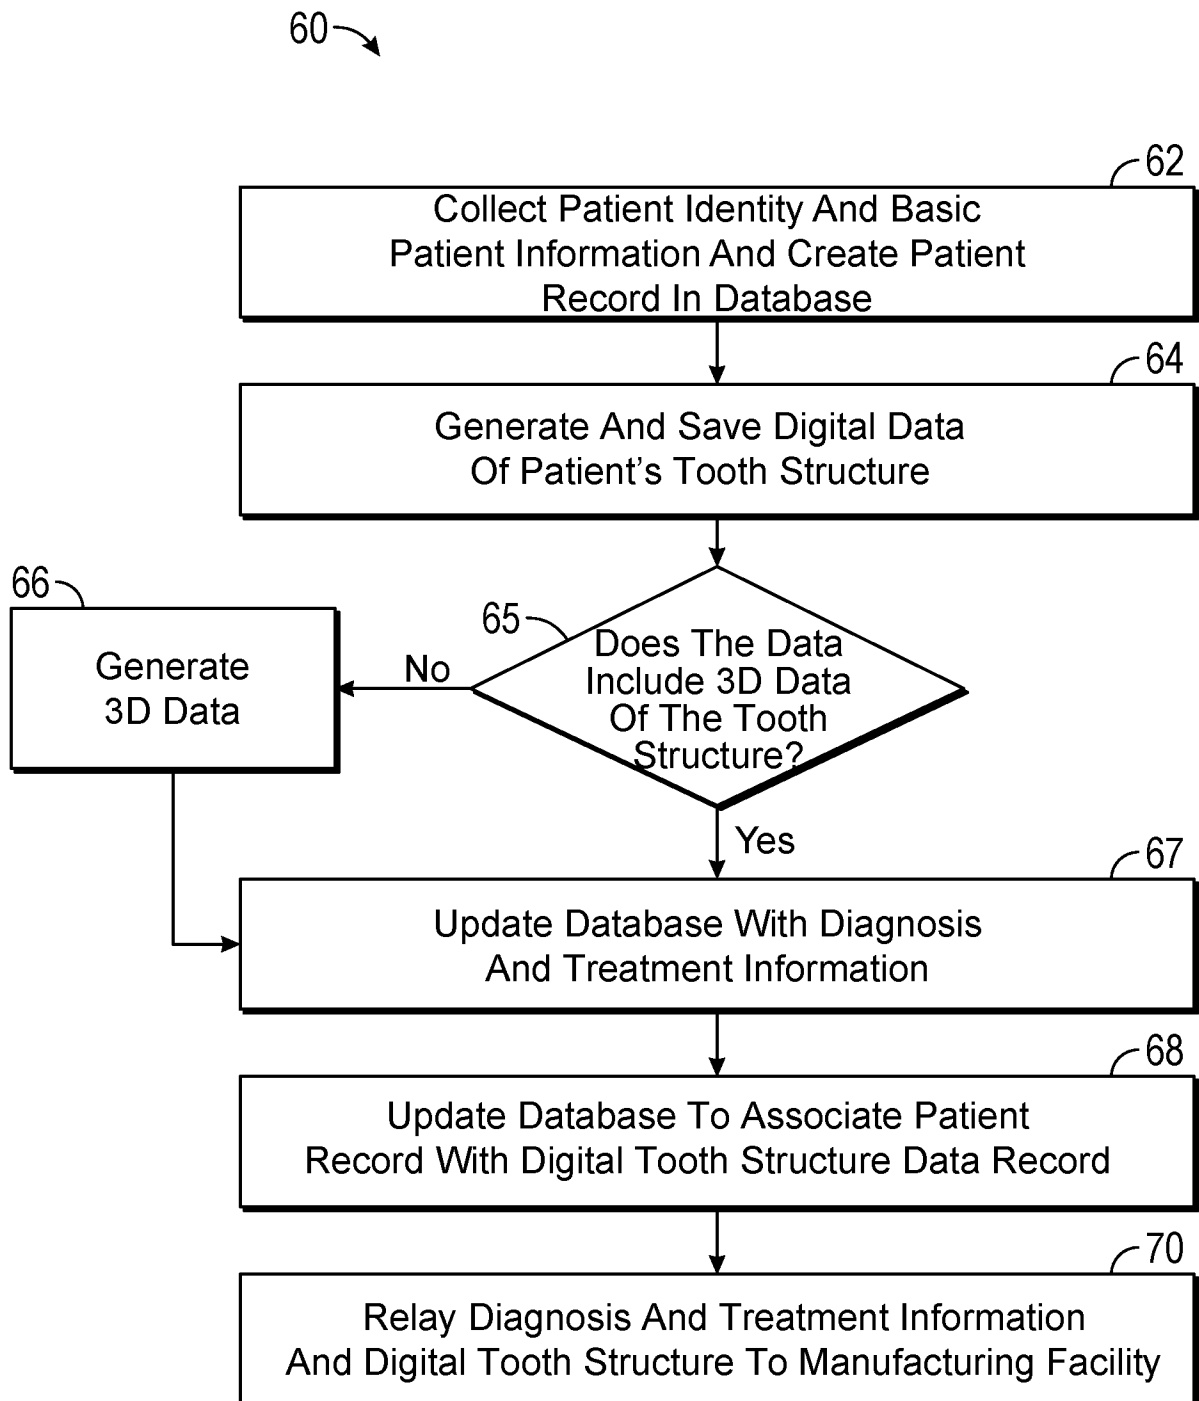 60
62
Collect Patient Identity And Basic
Patient Information And Create Patient
Record In Database
64
Generate And Save Digital Data
Of Patient's Tooth Structure
66
Generate
3D Data
No
65
Does The Data
Include 3D Data
Of The Tooth
Structure?
Yes
67
Update Database With Diagnosis
And Treatment Information
68
Update Database To Associate Patient
Record With Digital Tooth Structure Data Record
70
Relay Diagnosis And Treatment Information
And Digital Tooth Structure To Manufacturing Facility